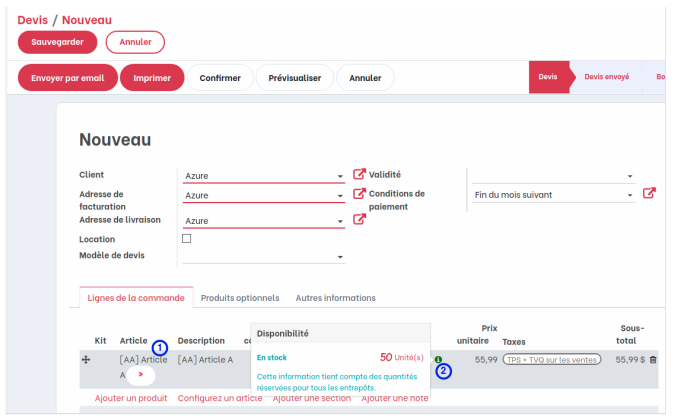 Devis / Nouveau
Sauvegarder Annuler
Envoyer par email Imprimer Confirmer Prévisualiser Annuler Devis Devis envoyé Bo
Nouveau
Client Azure Validité
Adresse de facturation Azure Conditions de paiement Fin du mois suivant
Adresse de livraison Azure
Location
Modèle de devis
Lignes de la commande Produits optionnels Autres informations
Disponibilité
En stock 50 Unité(s)
Cette information tient compte des quantités
réservées pour tous les entrepôts.
Kit Article 1 Description Prix unitaire Taxes Sous-total
[AA] Article A » [AA] Article A 2 55,99 TPS + TVQ sur les ventes 55,99 $
Ajouter un produit Configurez un article Ajouter une section Ajouter une note